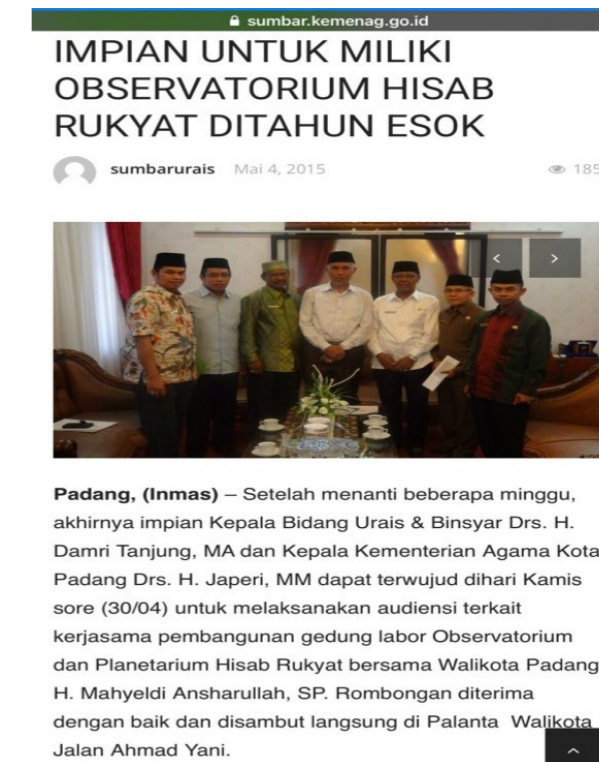 sumbar.kemenag.go.id
IMPIAN UNTUK MILIKI
OBSERVATORIUM HISAB
RUKYAT DITAHUN ESOK
sumbarurais Mai 4, 2015 185
Padang, (Inmas) – Setelah menanti beberapa minggu,
akhirnya impian Kepala Bidang Urais & Binsyar Drs. H.
Damri Tanjung, MA dan Kepala Kementerian Agama Kota
Padang Drs. H. Japeri, MM dapat terwujud dihari Kamis
sore (30/04) untuk melaksanakan audiensi terkait
kerjasama pembangunan gedung labor Observatorium
dan Planetarium Hisab Rukyat bersama Walikota Padang
H. Mahyeldi Ansharullah, SP. Rombongan diterima
dengan baik dan disambut langsung di Palanta Walikota
Jalan Ahmad Yani.